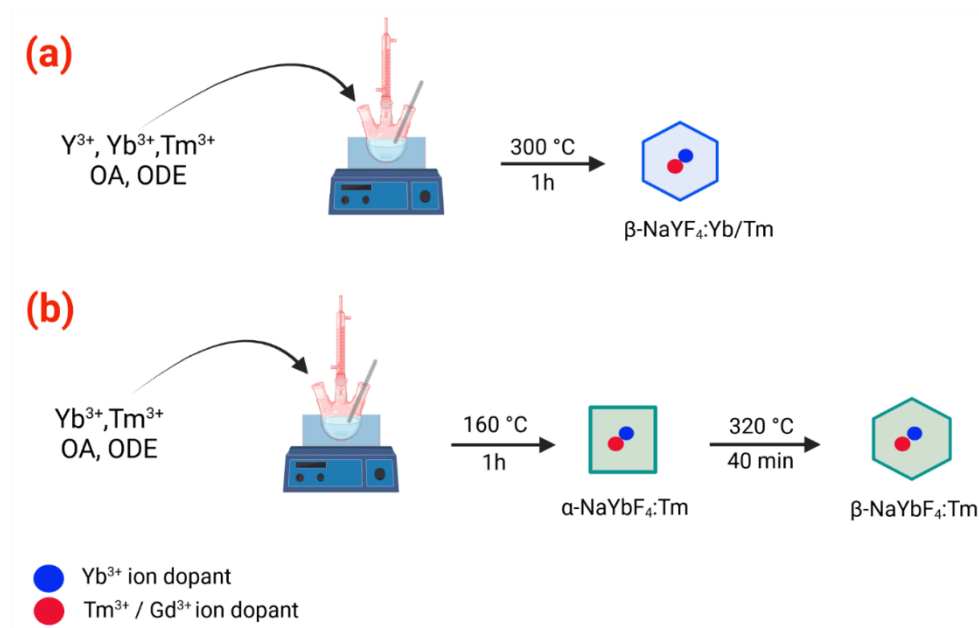 (a)
Y³⁺, Yb³⁺,Tm³⁺
OA, ODE
300 °C
1h
β-NaYF₄:Yb/Tm
(b)
Yb³⁺,Tm³⁺
OA, ODE
160 °C
1h
α-NaYbF₄:Tm
320 °C
40 min
β-NaYbF₄:Tm
Yb³⁺ ion dopant
Tm³⁺ / Gd³⁺ ion dopant